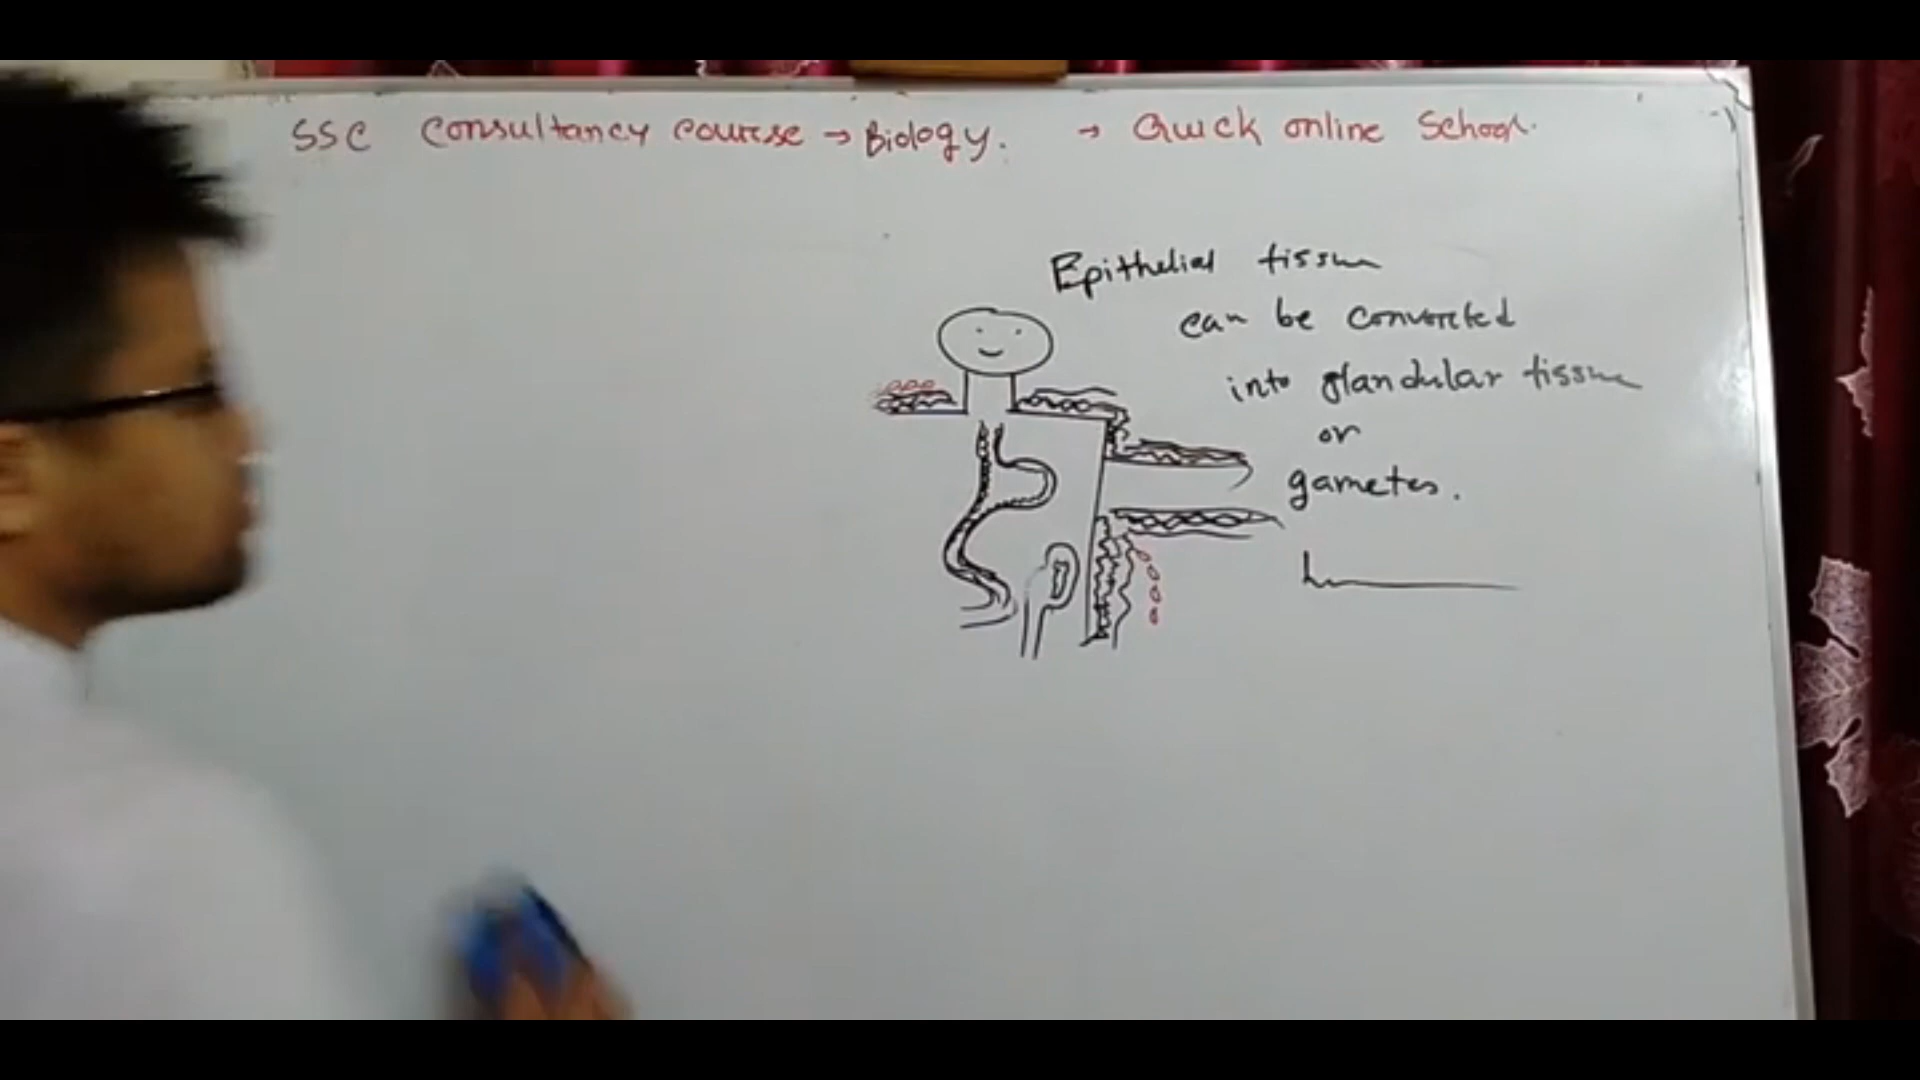 SSC Consultancy course → Biology. → Quick online School.
Epithelial tissue
can be converted
into glandular tissue
or
gametes.